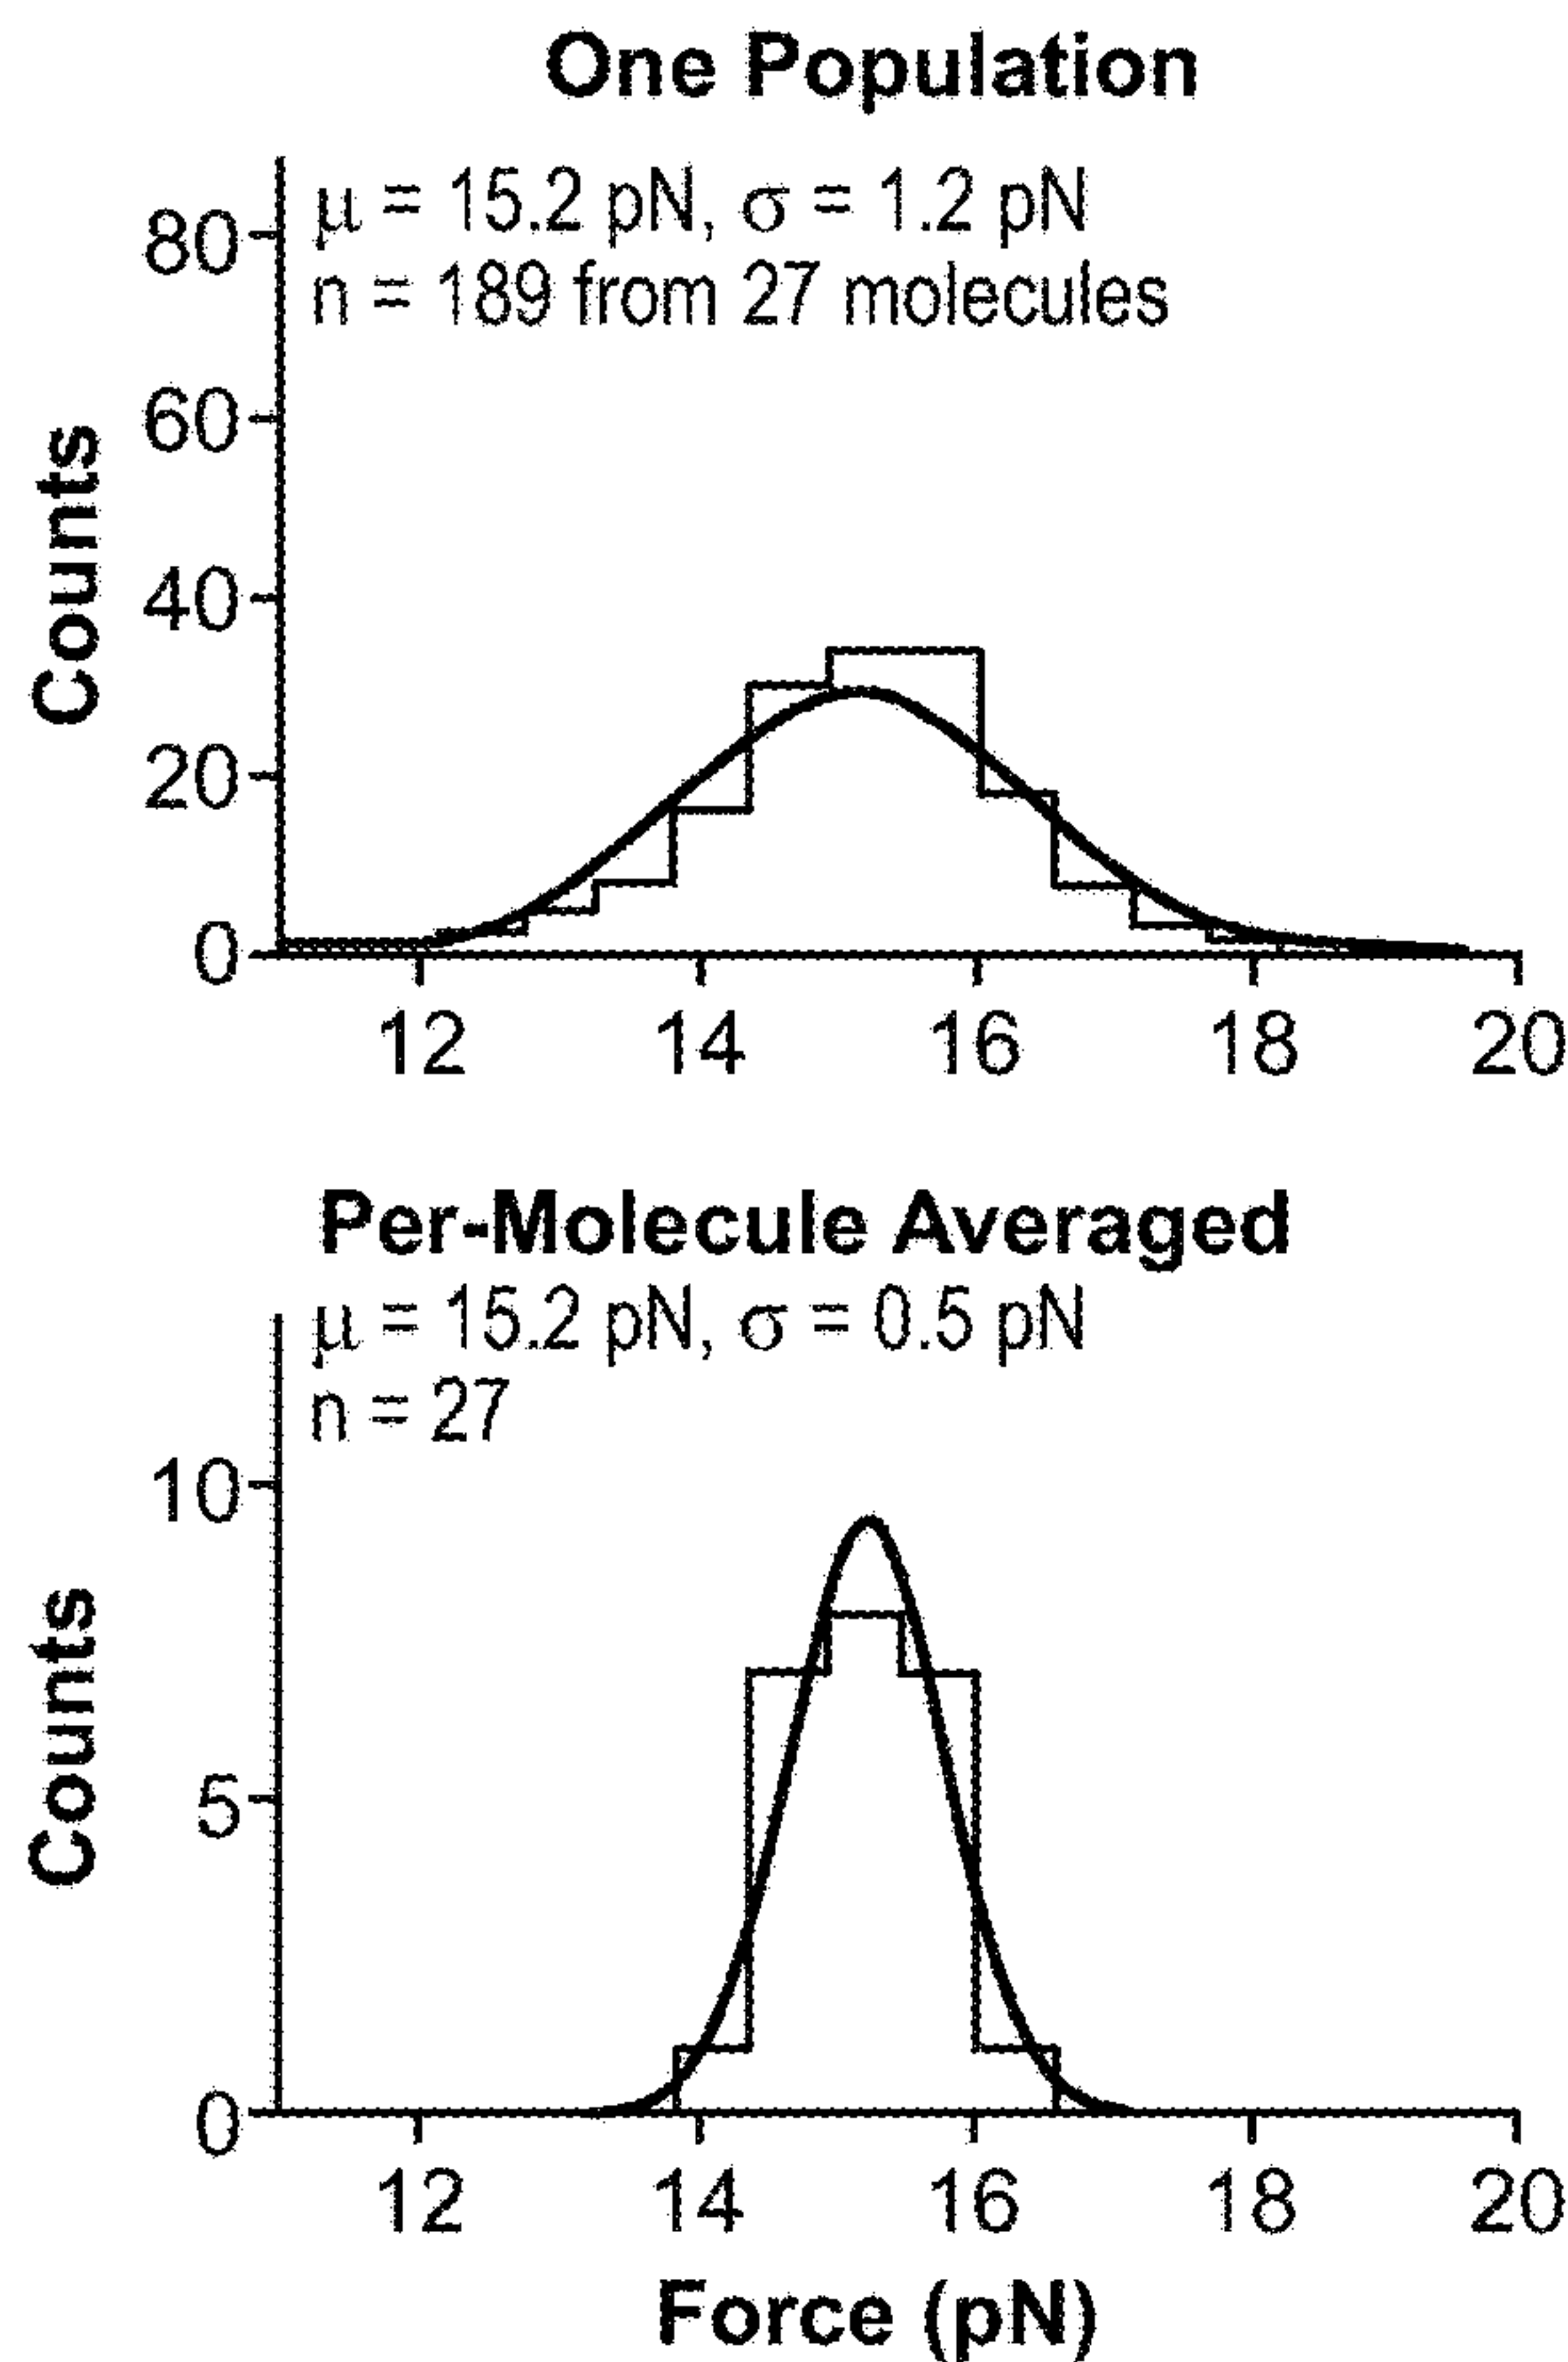 One Population
μ = 15.2 pN, σ = 1.2 pN
n = 189 from 27 molecules
Counts
80
60
40
20
0
12 14 16 18 20
Per-Molecule Averaged
μ = 15.2 pN, σ = 0.5 pN
n = 27
Counts
10
5
0
12 14 16 18 20
Force (pN)